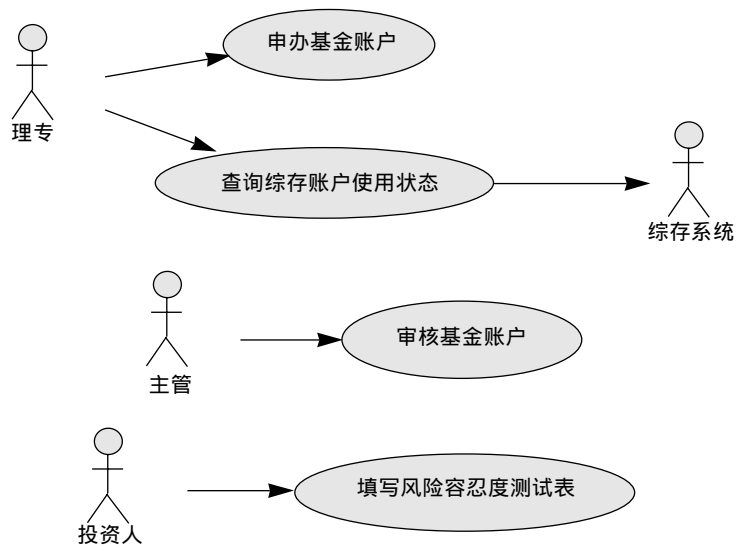 申办基金账户
理专
查询综存账户使用状态
综存系统
审核基金账户
主管
填写风险容忍度测试表
投资人